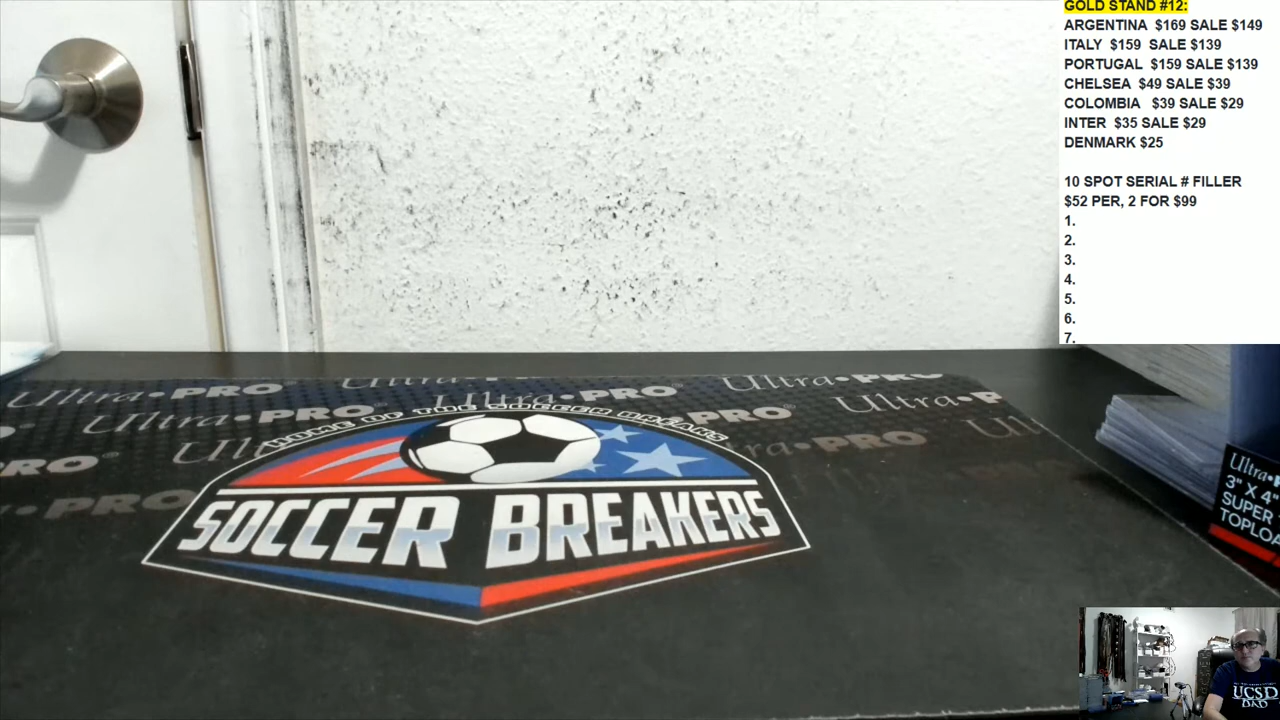 GOLD STAND #12:
ARGENTINA $169 SALE $149
ITALY $159 SALE $139
PORTUGAL $159 SALE $139
CHELSEA $49 SALE $39
COLOMBIA $39 SALE $29
INTER $35 SALE $29
DENMARK $25
10 SPOT SERIAL # FILLER
$52 PER, 2 FOR $99
1.
2.
3.
4.
5.
6.
7.
Ultra•PRO Ultra•PRO Ultra•PRO
Ultra•PRO Ultra•PRO
HOME OF THE SOCCER BREAKS
SOCCER BREAKERS
Ultra•
3" X 4"
SUPER
TOPLOA
UCSD
DAD